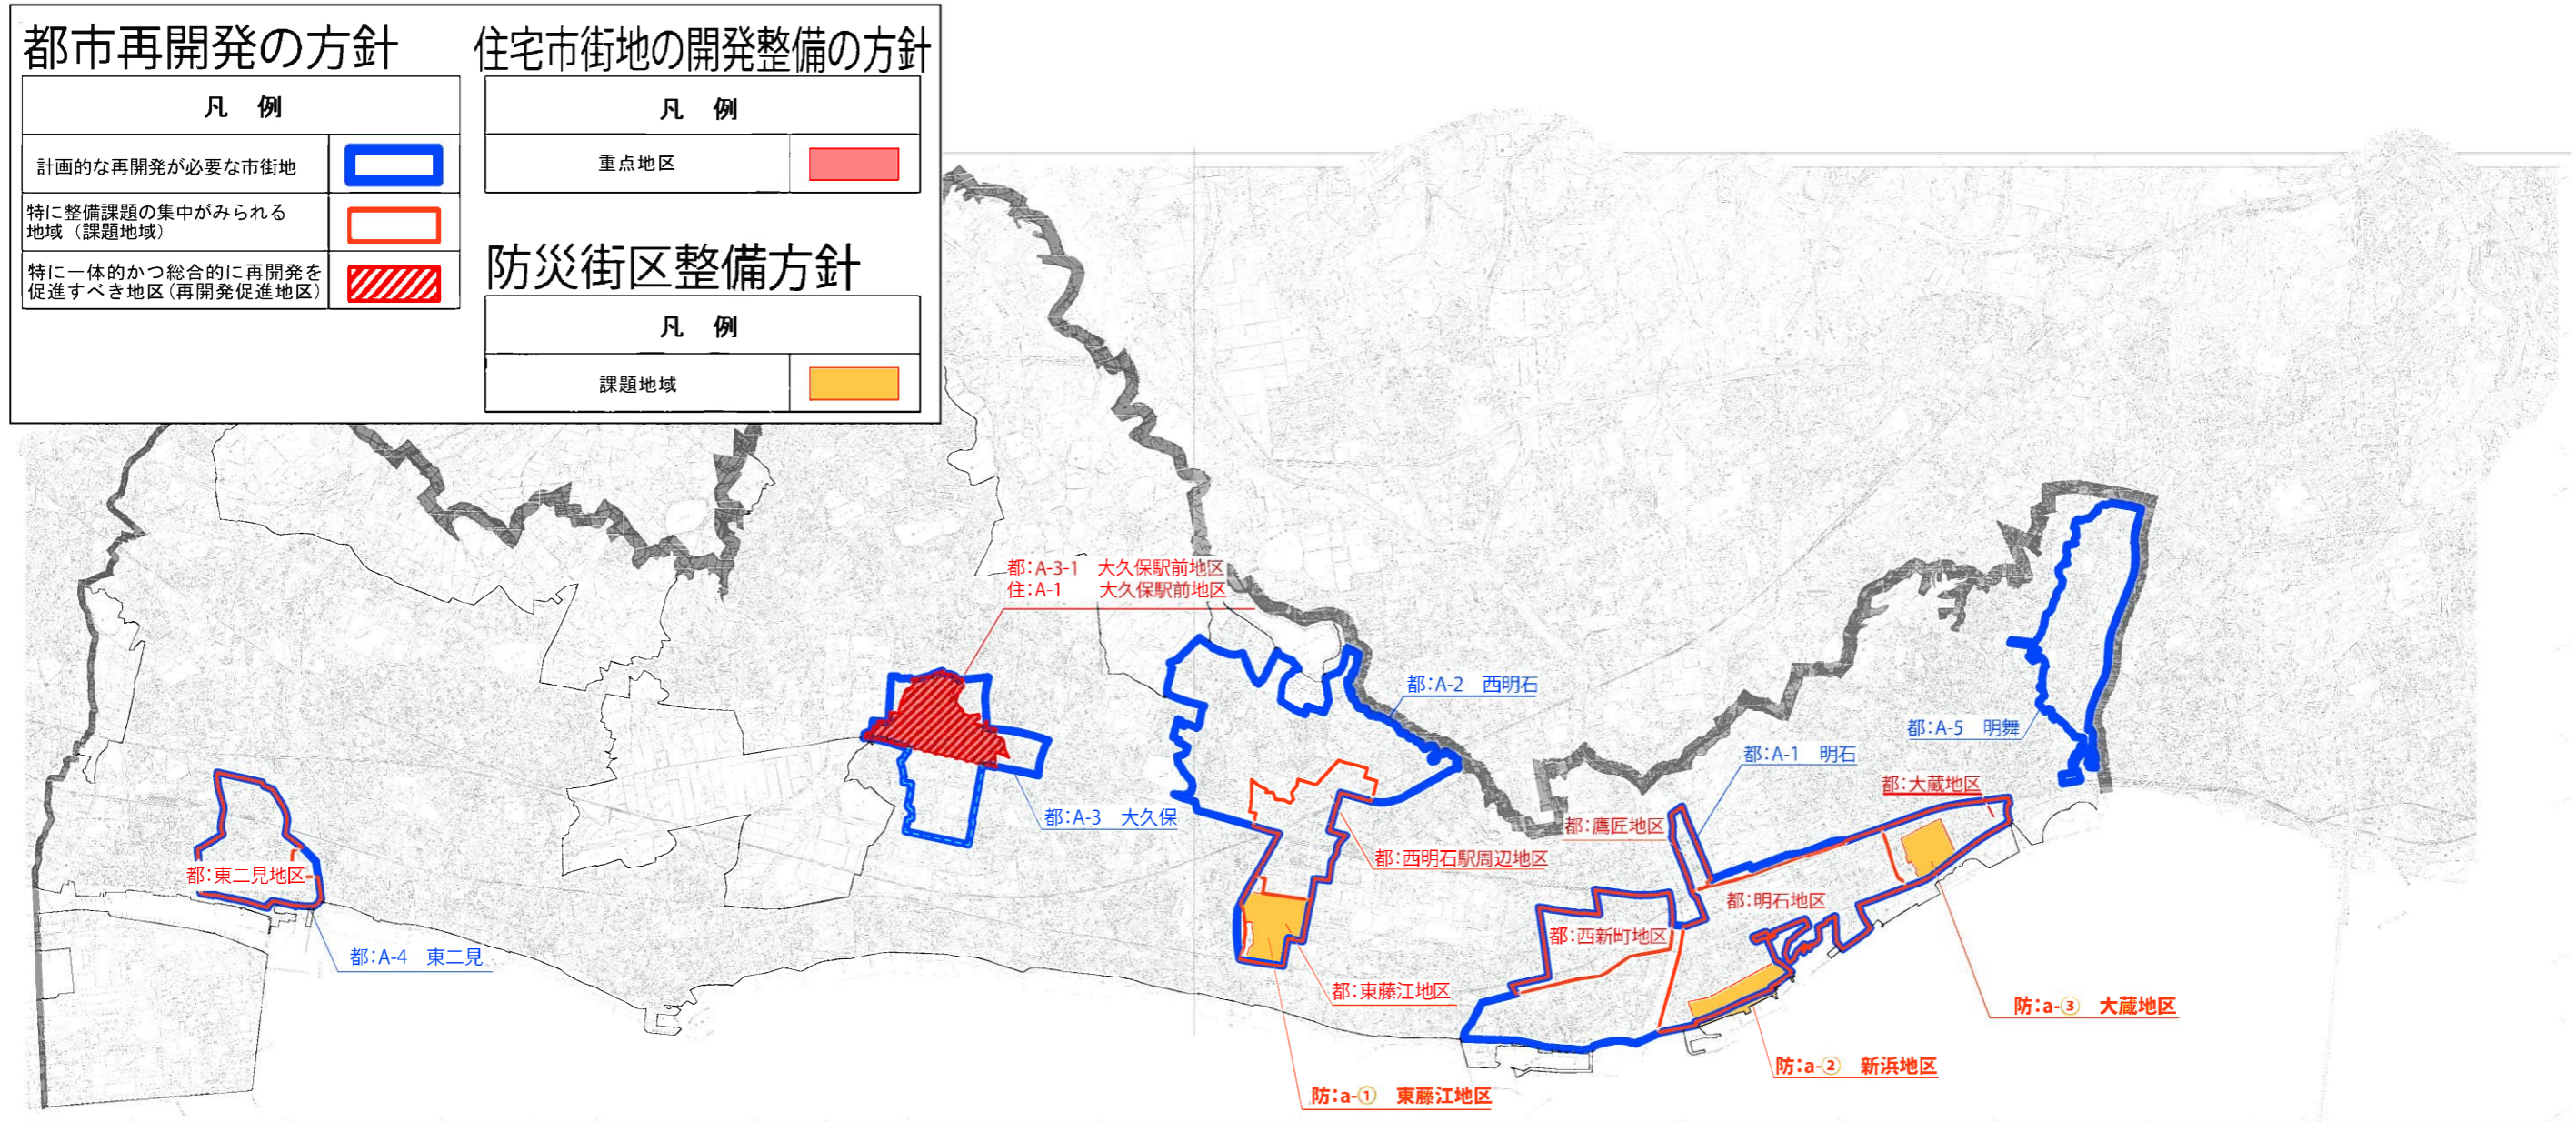 都市再開発の方針
凡 例
計画的な再開発が必要な市街地
特に整備課題の集中がみられる
地域（課題地域）
特に一体的かつ総合的に再開発を
促進すべき地区（再開発促進地区）
住宅市街地の開発整備の方針
凡 例
重点地区
防災街区整備方針
凡 例
課題地域
都：A-3-1 大久保駅前地区
住：A-1 大久保駅前地区
都：A-2 西明石
都：A-5 明舞
都：A-1 明石
都：大蔵地区
都：A-3 大久保
都：鷹匠地区
都：西明石駅周辺地区
都：東二見地区
都：明石地区
都：西新町地区
都：A-4 東二見
都：東藤江地区
防：a-③ 大蔵地区
防：a-② 新浜地区
防：a-① 東藤江地区